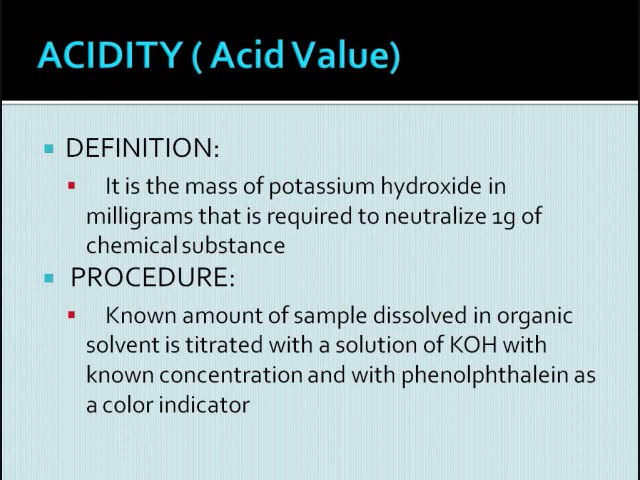 ACIDITY ( Acid Value)
DEFINITION:
It is the mass of potassium hydroxide in
milligrams that is required to neutralize 1g of
chemical substance
PROCEDURE:
Known amount of sample dissolved in organic
solvent is titrated with a solution of KOH with
known concentration and with phenolphthalein as
a color indicator